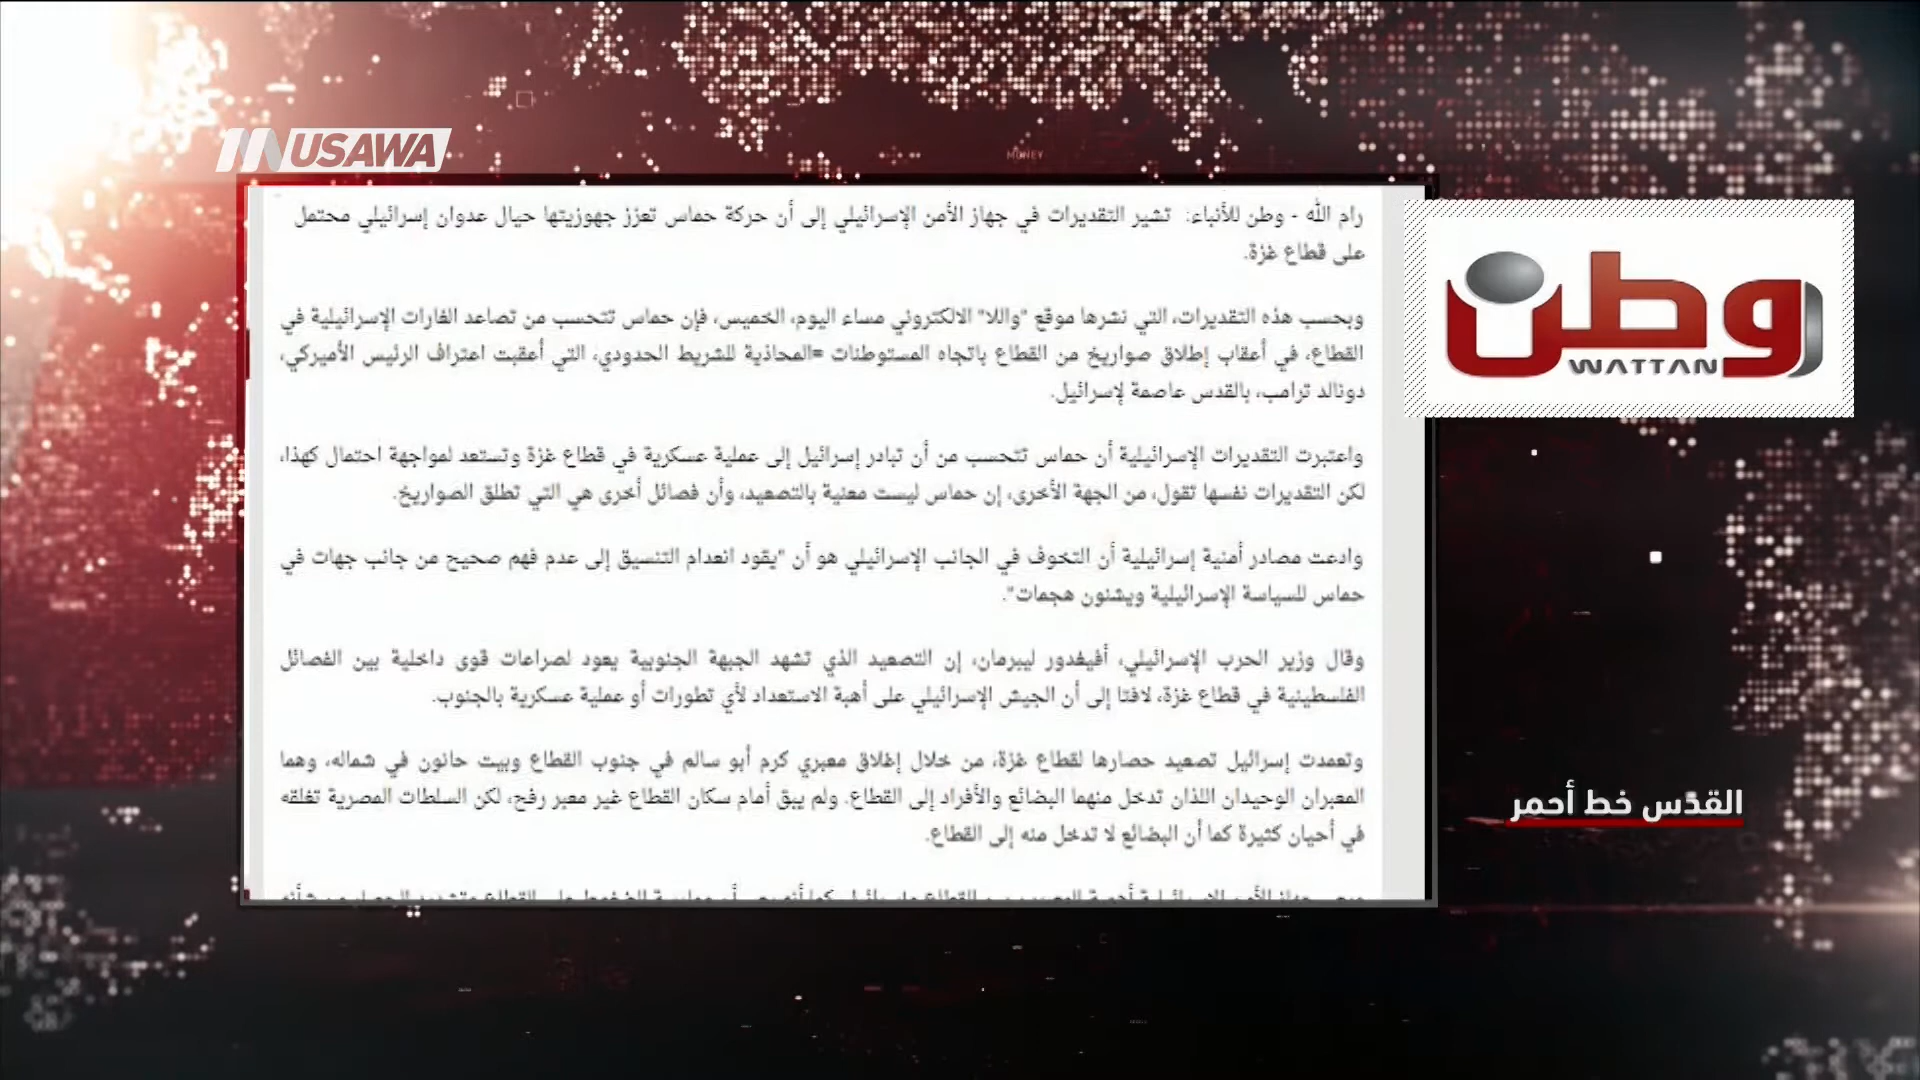 MUSAWA
MONEY
رام الله - وطن للأنباء: تشير التقديرات في جهاز الأمن الإسرائيلي إلى أن حركة حماس تعزز جهوزيتها حيال عدوان إسرائيلي محتمل
على قطاع غزة.
وبحسب هذه التقديرات، التي نشرها موقع "واللا" الالكتروني مساء اليوم، الخميس، فإن حماس تتحسب من تصاعد الغارات الإسرائيلية في
القطاع، في أعقاب إطلاق صواريخ من القطاع باتجاه المستوطنات =المحاذية للشريط الحدودي، التي أعقبت اعتراف الرئيس الأميركي،
دونالد ترامب، بالقدس عاصمة لإسرائيل.
واعتبرت التقديرات الإسرائيلية أن حماس تتحسب من أن تبادر إسرائيل إلى عملية عسكرية في قطاع غزة وتستعد لمواجهة احتمال كهذا،
لكن التقديرات نفسها تقول، من الجهة الأخرى، إن حماس ليست معنية بالتصعيد، وأن فصائل أخرى هي التي تطلق الصواريخ.
وادعت مصادر أمنية إسرائيلية أن التخوف في الجانب الإسرائيلي هو أن "يقود انعدام التنسيق إلى عدم فهم صحيح من جانب جهات في
حماس للسياسة الإسرائيلية ويشنون هجمات".
وقال وزير الحرب الإسرائيلي، أفيغدور ليبرمان، إن التصعيد الذي تشهد الجبهة الجنوبية يعود لصراعات قوى داخلية بين الفصائل
الفلسطينية في قطاع غزة، لافتا إلى أن الجيش الإسرائيلي على أهبة الاستعداد لأي تطورات أو عملية عسكرية بالجنوب.
وتعمدت إسرائيل تصعيد حصارها لقطاع غزة، من خلال إغلاق معبري كرم أبو سالم في جنوب القطاع وبيت حانون في شماله، وهما
المعبران الوحيدان اللذان تدخل منهما البضائع والأفراد إلى القطاع. ولم يبق أمام سكان القطاع غير معبر رفح، لكن السلطات المصرية تغلقه
في أحيان كثيرة كما أن البضائع لا تدخل منه إلى القطاع.
وطن
WATTAN
القدس خط أحمر